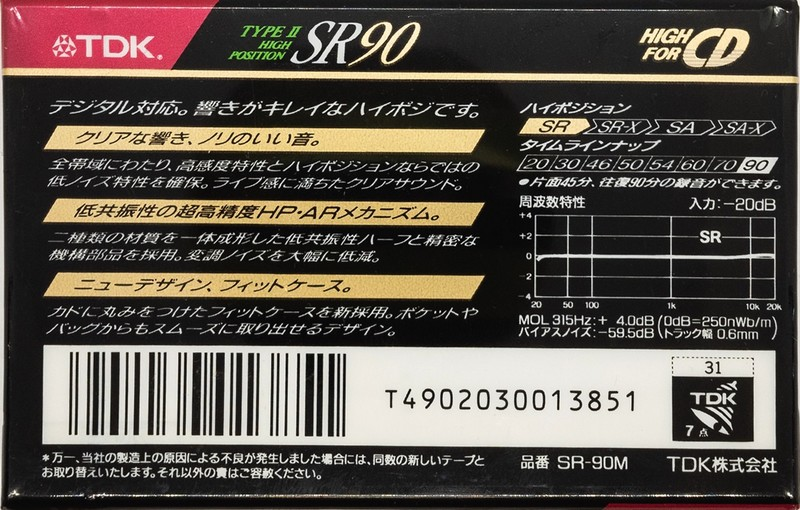 TDK.
TYPE II
HIGH
POSITION
SR90
HIGH
FOR CD
デジタル対応。響きがキレイなハイポジです。
クリアな響き、ノリのいい音。
全帯域にわたり、高感度特性とハイポジションならではの
低ノイズ特性を確保。ライブ感に満ちたクリアサウンド。
低共振性の超高精度HP・ARメカニズム。
二種類の材質を一体成形した低共振性ハーフと精密な
機構部品を採用。変調ノイズを大幅に低減。
ニューデザイン、フィットケース。
カドに丸みをつけたフィットケースを新採用。ポケットや
バッグからもスムーズに取り出せるデザイン。
ハイポジション
SR SR-X SA SA-X
タイムラインナップ
20 30 46 50 54 60 70 90
●片面45分、往復90分の録音ができます。
周波数特性 入力:−20dB
+4
+2
0
−2
−4
SR
20 50 100 1k 10k 20k
MOL 315Hz:+ 4.0dB (0dB=250nWb/m)
バイアスノイズ:−59.5dB (トラック幅 0.6mm)
T4902030013851
31
TDK
7点
*万一、当社の製造上の原因による不良が発生しました場合には、同数の新しいテープと
お取り替えいたします。それ以外の責はご容赦ください。
品番 SR-90M TDK株式会社